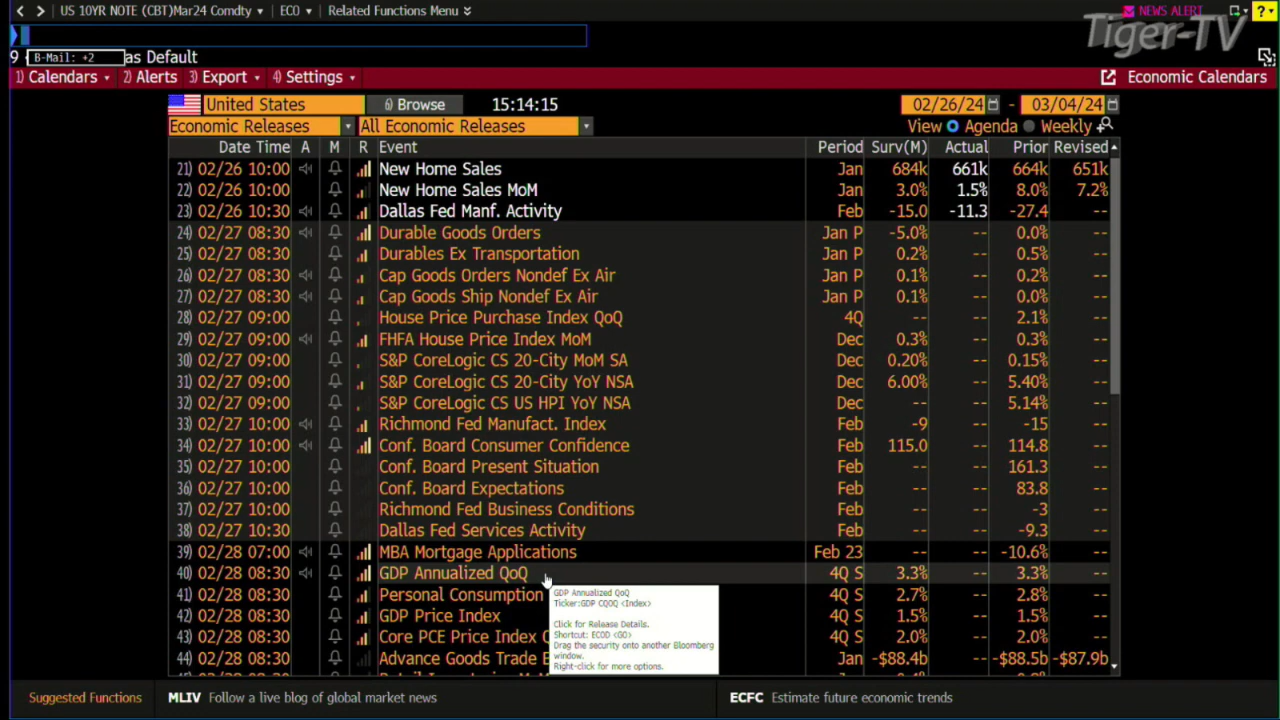 US 10YR NOTE (CBT)Mar24 Comdty ECO Related Functions Menu NEWS ALERT ?
Tiger-TV
9 B-Mail: +2 as Default
1) Calendars 2) Alerts 3) Export 4) Settings Economic Calendars
United States Browse 15:14:15 02/26/24 - 03/04/24
Economic Releases All Economic Releases View Agenda Weekly
Date Time A M R Event Period Surv(M) Actual Prior Revised
21) 02/26 10:00 New Home Sales Jan 684k 661k 664k 651k
22) 02/26 10:00 New Home Sales MoM Jan 3.0% 1.5% 8.0% 7.2%
23) 02/26 10:30 Dallas Fed Manf. Activity Feb -15.0 -11.3 -27.4 --
24) 02/27 08:30 Durable Goods Orders Jan P -5.0% -- 0.0% --
25) 02/27 08:30 Durables Ex Transportation Jan P 0.2% -- 0.5% --
26) 02/27 08:30 Cap Goods Orders Nondef Ex Air Jan P 0.1% -- 0.2% --
27) 02/27 08:30 Cap Goods Ship Nondef Ex Air Jan P 0.1% -- 0.0% --
28) 02/27 09:00 House Price Purchase Index QoQ 4Q -- -- 2.1% --
29) 02/27 09:00 FHFA House Price Index MoM Dec 0.3% -- 0.3% --
30) 02/27 09:00 S&P CoreLogic CS 20-City MoM SA Dec 0.20% -- 0.15% --
31) 02/27 09:00 S&P CoreLogic CS 20-City YoY NSA Dec 6.00% -- 5.40% --
32) 02/27 09:00 S&P CoreLogic CS US HPI YoY NSA Dec -- -- 5.14% --
33) 02/27 10:00 Richmond Fed Manufact. Index Feb -9 -- -15 --
34) 02/27 10:00 Conf. Board Consumer Confidence Feb 115.0 -- 114.8 --
35) 02/27 10:00 Conf. Board Present Situation Feb -- -- 161.3 --
36) 02/27 10:00 Conf. Board Expectations Feb -- -- 83.8 --
37) 02/27 10:00 Richmond Fed Business Conditions Feb -- -- -3 --
38) 02/27 10:30 Dallas Fed Services Activity Feb -- -- -9.3 --
39) 02/28 07:00 MBA Mortgage Applications Feb 23 -- -- -10.6% --
40) 02/28 08:30 GDP Annualized QoQ 4Q S 3.3% -- 3.3% --
41) 02/28 08:30 Personal Consumption 4Q S 2.7% -- 2.8% --
42) 02/28 08:30 GDP Price Index 4Q S 1.5% -- 1.5% --
43) 02/28 08:30 Core PCE Price Index 4Q S 2.0% -- 2.0% --
44) 02/28 08:30 Advance Goods Trade Jan -$88.4b -- -$88.5b -$87.9b
GDP Annualized QoQ
Ticker:GDP CQOQ <Index>
Click for Release Details.
Shortcut: ECOD <GO>
Drag the security onto another Bloomberg
window.
Right-click for more options.
Suggested Functions MLIV Follow a live blog of global market news ECFC Estimate future economic trends